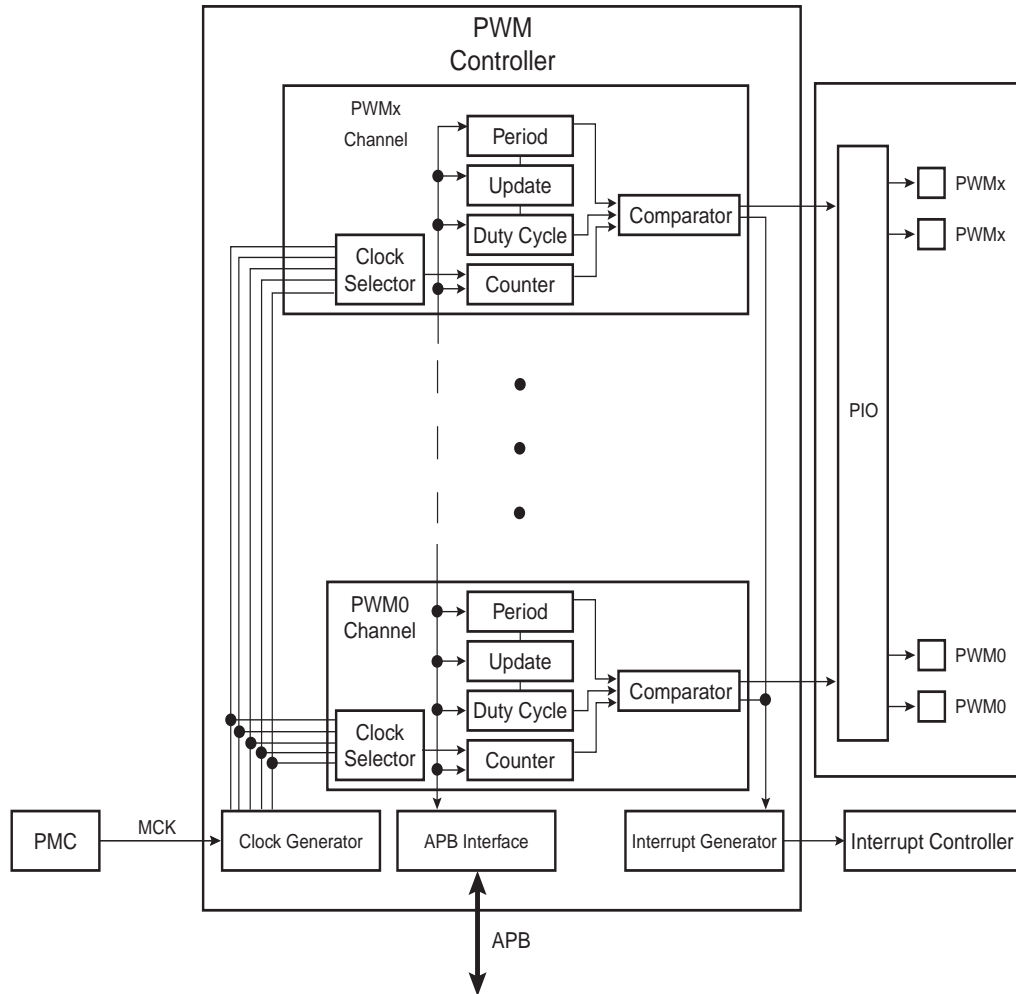 PWM
Controller
PWMx
Channel
Period
Update
Duty Cycle
Clock
Selector
Counter
Comparator
PIO
PWMx
PWMx
PWM0
Channel
Period
Update
Duty Cycle
Clock
Selector
Counter
Comparator
PWM0
PWM0
PMC
MCK
Clock Generator
APB Interface
Interrupt Generator
Interrupt Controller
APB